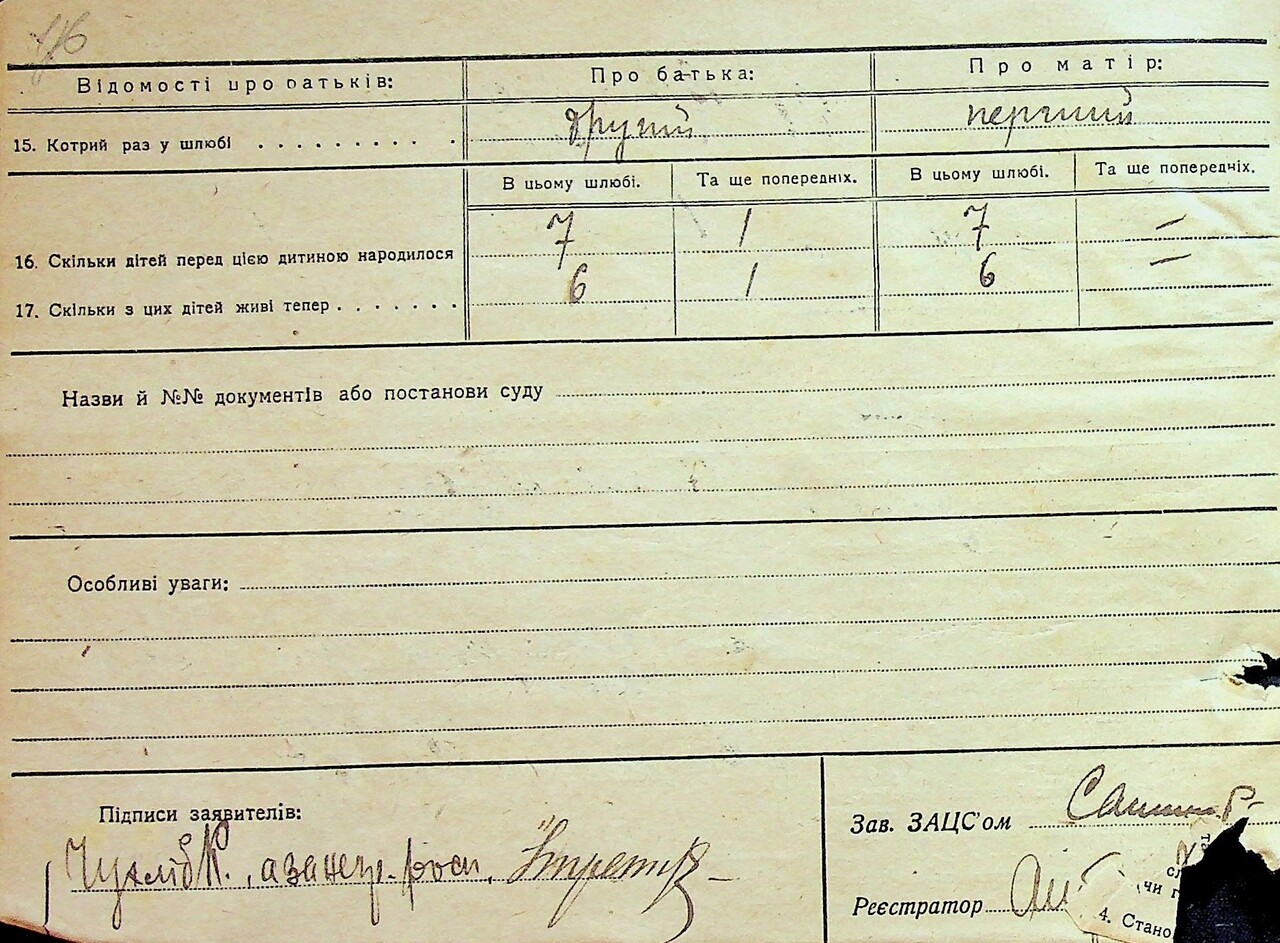 Відомості про батьків: Про батька: Про матір:
15. Котрий раз у шлюбі . . . . . . . . . . другий перший
В цьому шлюбі. Та ще попередніх. В цьому шлюбі. Та ще попередніх.
16. Скільки дітей перед цією дитиною народилося 7 1 7 —
17. Скільки з цих дітей живі тепер . . . . . . . 6 1 6 —
Назви й №№ документів або постанови суду
Особливі уваги:
Підписи заявителів:
Зав. ЗАЦС'ом
Чухліб К.
Реєстратор
чи г
4. Стано